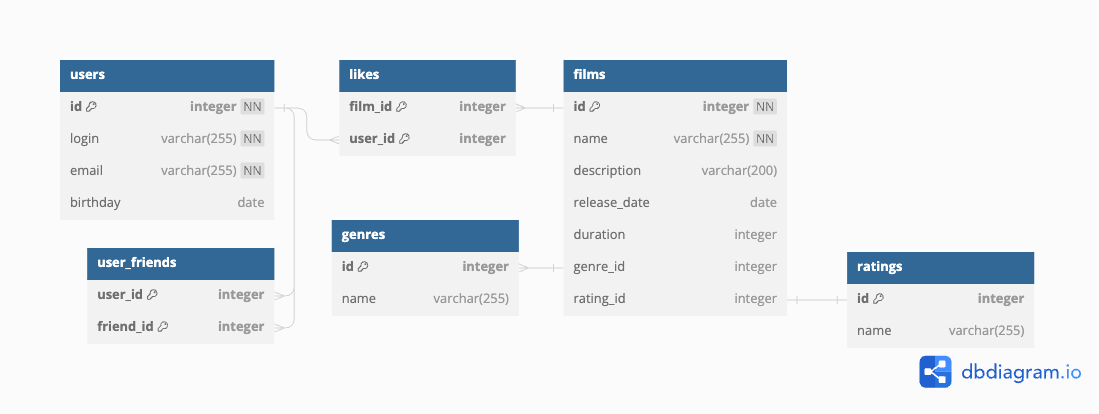 users
id integer NN
login varchar(255) NN
email varchar(255) NN
birthday date
likes
film_id integer
user_id integer
films
id integer NN
name varchar(255) NN
description varchar(200)
release_date date
duration integer
genre_id integer
rating_id integer
user_friends
user_id integer
friend_id integer
genres
id integer
name varchar(255)
ratings
id integer
name varchar(255)
dbdiagram.io